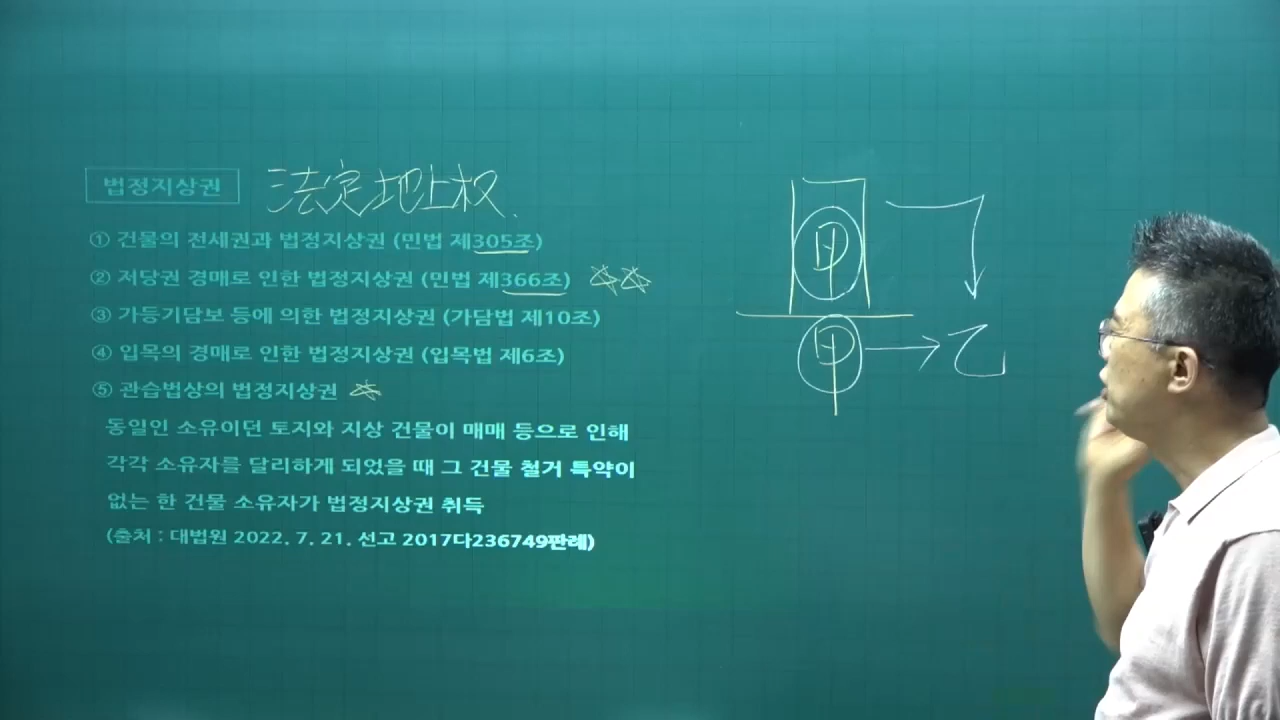 법정지상권 法定地上权
① 건물의 전세권과 법정지상권 (민법 제305조)
② 저당권 경매로 인한 법정지상권 (민법 제366조)
③ 가등기담보 등에 의한 법정지상권 (가담법 제10조)
④ 입목의 경매로 인한 법정지상권 (입목법 제6조)
⑤ 관습법상의 법정지상권
동일인 소유이던 토지와 지상 건물이 매매 등으로 인해
각각 소유자를 달리하게 되었을 때 그 건물 철거 특약이
없는 한 건물 소유자가 법정지상권 취득
(출처 : 대법원 2022. 7. 21. 선고 2017다236749판례)
甲
甲 → 乙